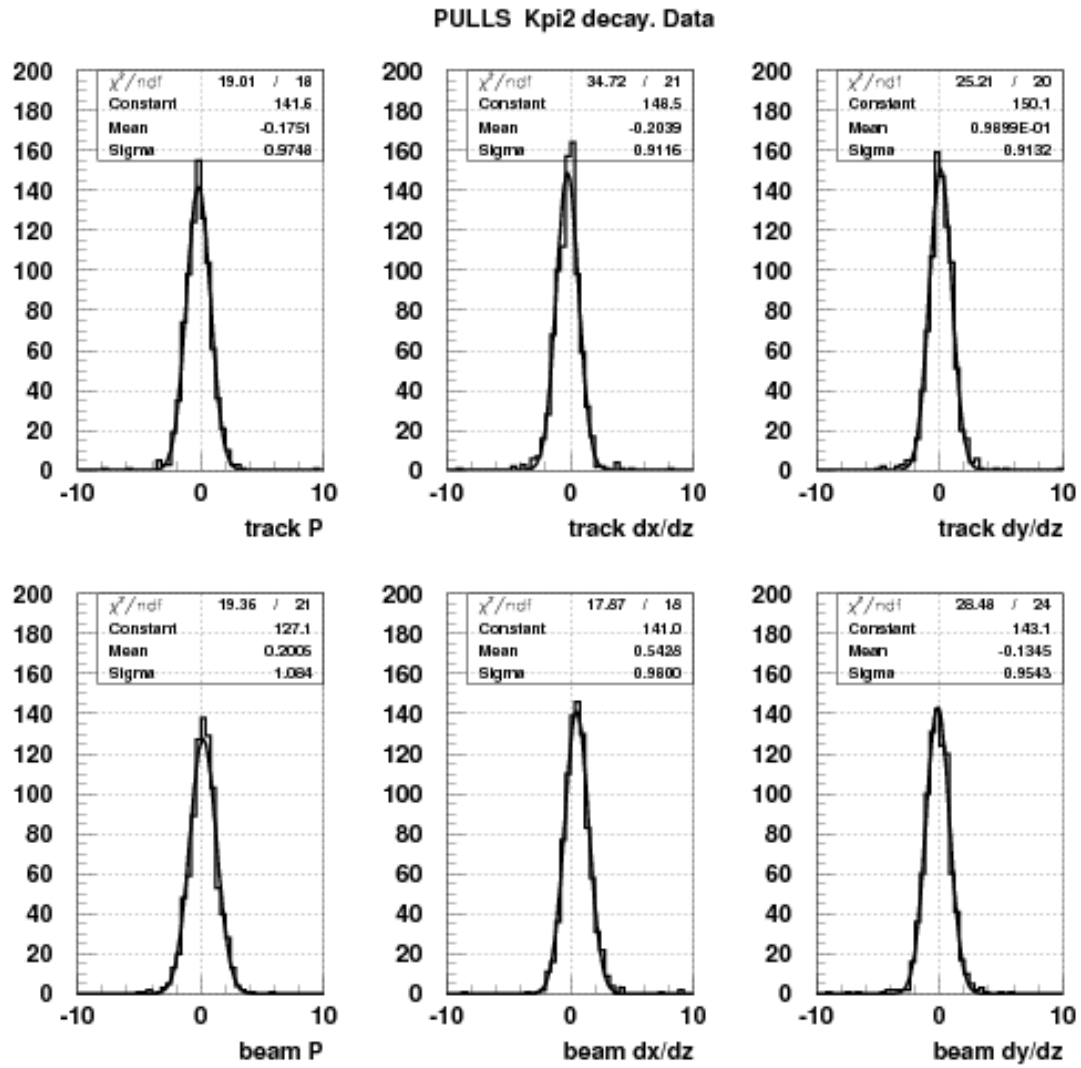 PULLS Kpi2 decay. Data
200
180
160
140
120
100
80
60
40
20
0
χ²/ndf 19.01 / 18
Constant 141.6
Mean -0.1751
Sigma 0.9748
-10 0 10
track P
200
180
160
140
120
100
80
60
40
20
0
χ²/ndf 34.72 / 21
Constant 148.5
Mean -0.2039
Sigma 0.9116
-10 0 10
track dx/dz
200
180
160
140
120
100
80
60
40
20
0
χ²/ndf 25.21 / 20
Constant 150.1
Mean 0.9899E-01
Sigma 0.9132
-10 0 10
track dy/dz
200
180
160
140
120
100
80
60
40
20
0
χ²/ndf 19.36 / 21
Constant 127.1
Mean 0.2005
Sigma 1.084
-10 0 10
beam P
200
180
160
140
120
100
80
60
40
20
0
χ²/ndf 17.87 / 18
Constant 141.0
Mean 0.5428
Sigma 0.9800
-10 0 10
beam dx/dz
200
180
160
140
120
100
80
60
40
20
0
χ²/ndf 28.48 / 24
Constant 143.1
Mean -0.1345
Sigma 0.9543
-10 0 10
beam dy/dz